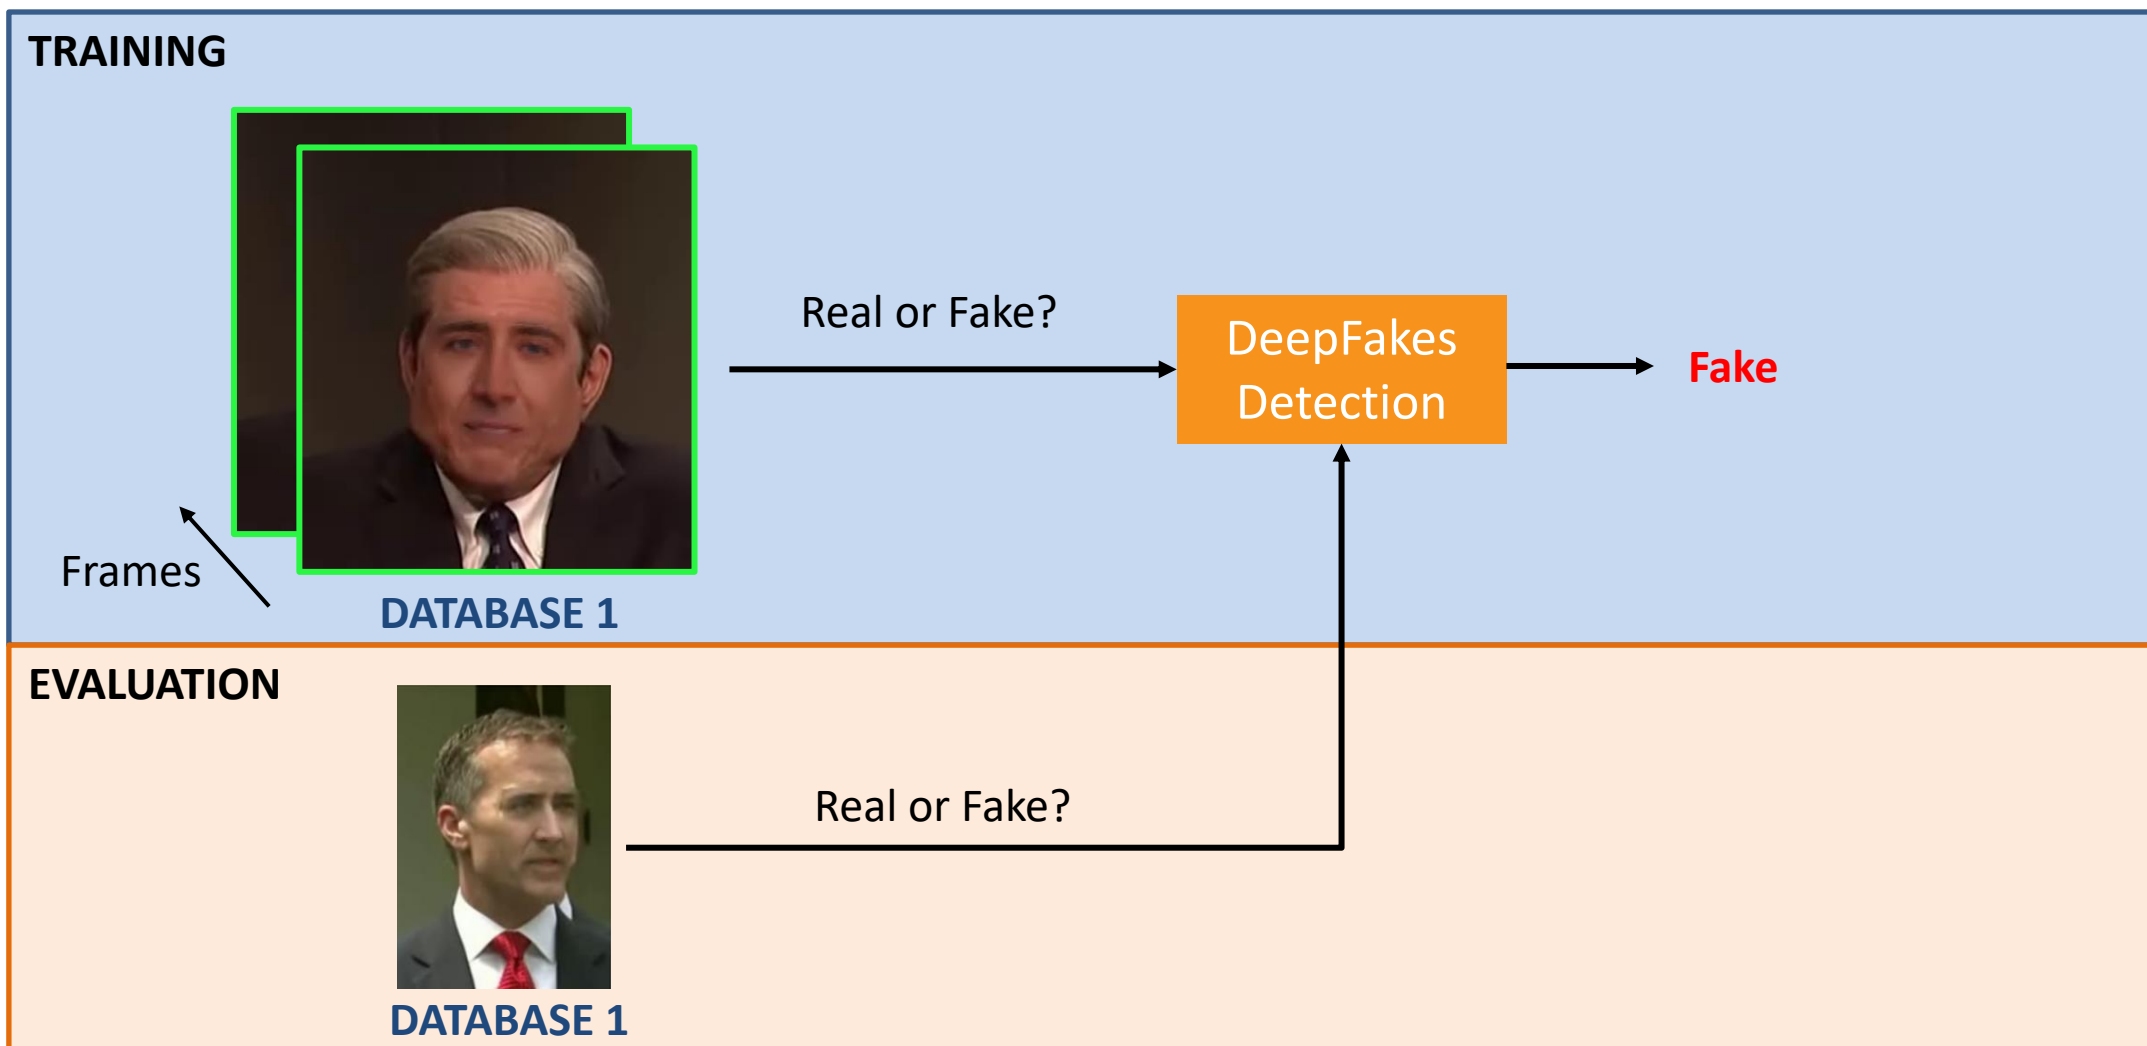 TRAINING
Real or Fake?
DeepFakes
Detection
Fake
Frames
DATABASE 1
EVALUATION
Real or Fake?
DATABASE 1